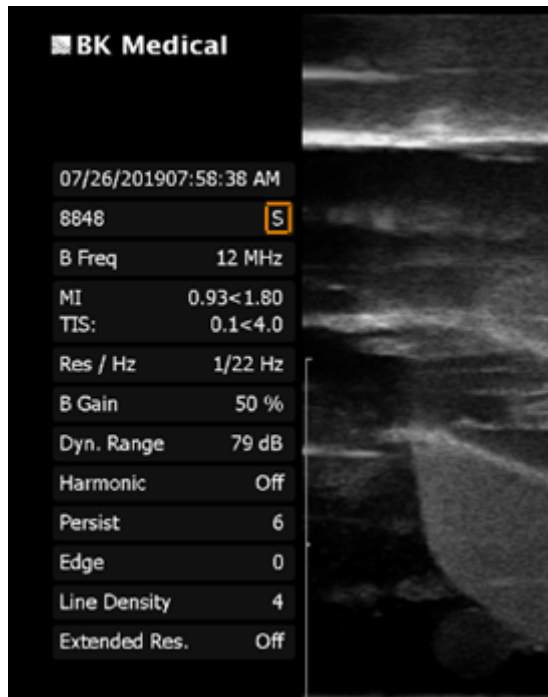 BK Medical
07/26/201907:58:38 AM
8848 S
B Freq 12 MHz
MI 0.93<1.80
TIS: 0.1<4.0
Res / Hz 1/22 Hz
B Gain 50 %
Dyn. Range 79 dB
Harmonic Off
Persist 6
Edge 0
Line Density 4
Extended Res. Off